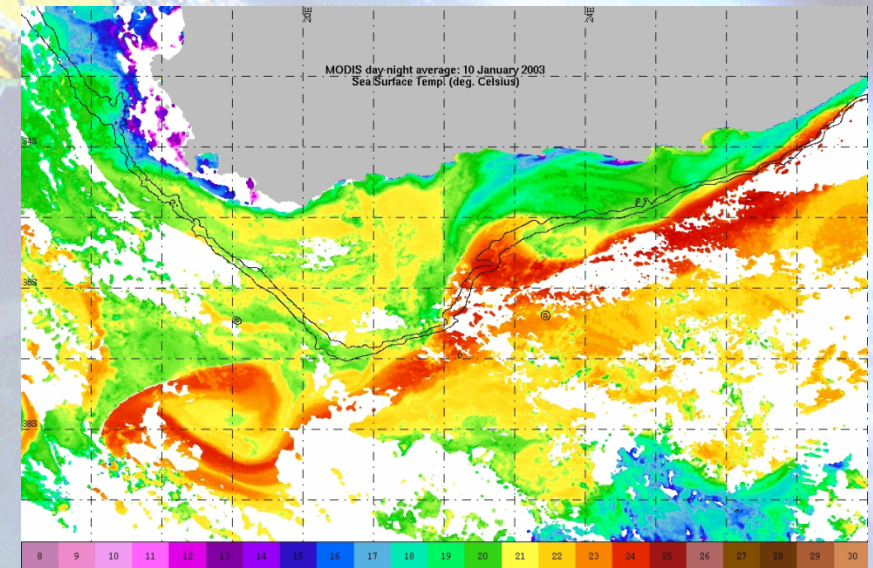 20E 24E
MODIS day-night average: 10 January 2003
Sea Surface Temp. (deg. Celsius)
34S
36S
38S
8 9 10 11 12 13 14 15 16 17 18 19 20 21 22 23 24 25 26 27 28 29 30